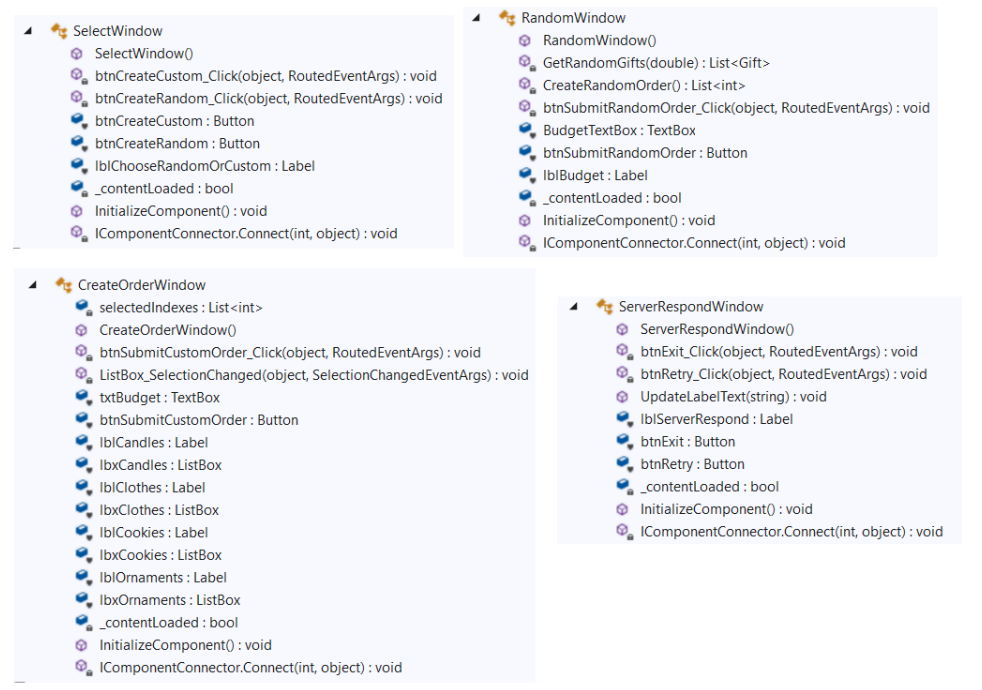 SelectWindow
SelectWindow()
btnCreateCustom_Click(object, RoutedEventArgs) : void
btnCreateRandom_Click(object, RoutedEventArgs) : void
btnCreateCustom : Button
btnCreateRandom : Button
lblChooseRandomOrCustom : Label
_contentLoaded : bool
InitializeComponent() : void
IComponentConnector.Connect(int, object) : void
RandomWindow
RandomWindow()
GetRandomGifts(double) : List<Gift>
CreateRandomOrder() : List<int>
btnSubmitRandomOrder_Click(object, RoutedEventArgs) : void
BudgetTextBox : TextBox
btnSubmitRandomOrder : Button
lblBudget : Label
_contentLoaded : bool
InitializeComponent() : void
IComponentConnector.Connect(int, object) : void
CreateOrderWindow
selectedIndexes : List<int>
CreateOrderWindow()
btnSubmitCustomOrder_Click(object, RoutedEventArgs) : void
ListBox_SelectionChanged(object, SelectionChangedEventArgs) : void
txtBudget : TextBox
btnSubmitCustomOrder : Button
lblCandles : Label
lbxCandles : ListBox
lblClothes : Label
lbxClothes : ListBox
lblCookies : Label
lbxCookies : ListBox
lblOrnaments : Label
lbxOrnaments : ListBox
_contentLoaded : bool
InitializeComponent() : void
IComponentConnector.Connect(int, object) : void
ServerRespondWindow
ServerRespondWindow()
btnExit_Click(object, RoutedEventArgs) : void
btnRetry_Click(object, RoutedEventArgs) : void
UpdateLabelText(string) : void
lblServerRespond : Label
btnExit : Button
btnRetry : Button
_contentLoaded : bool
InitializeComponent() : void
IComponentConnector.Connect(int, object) : void